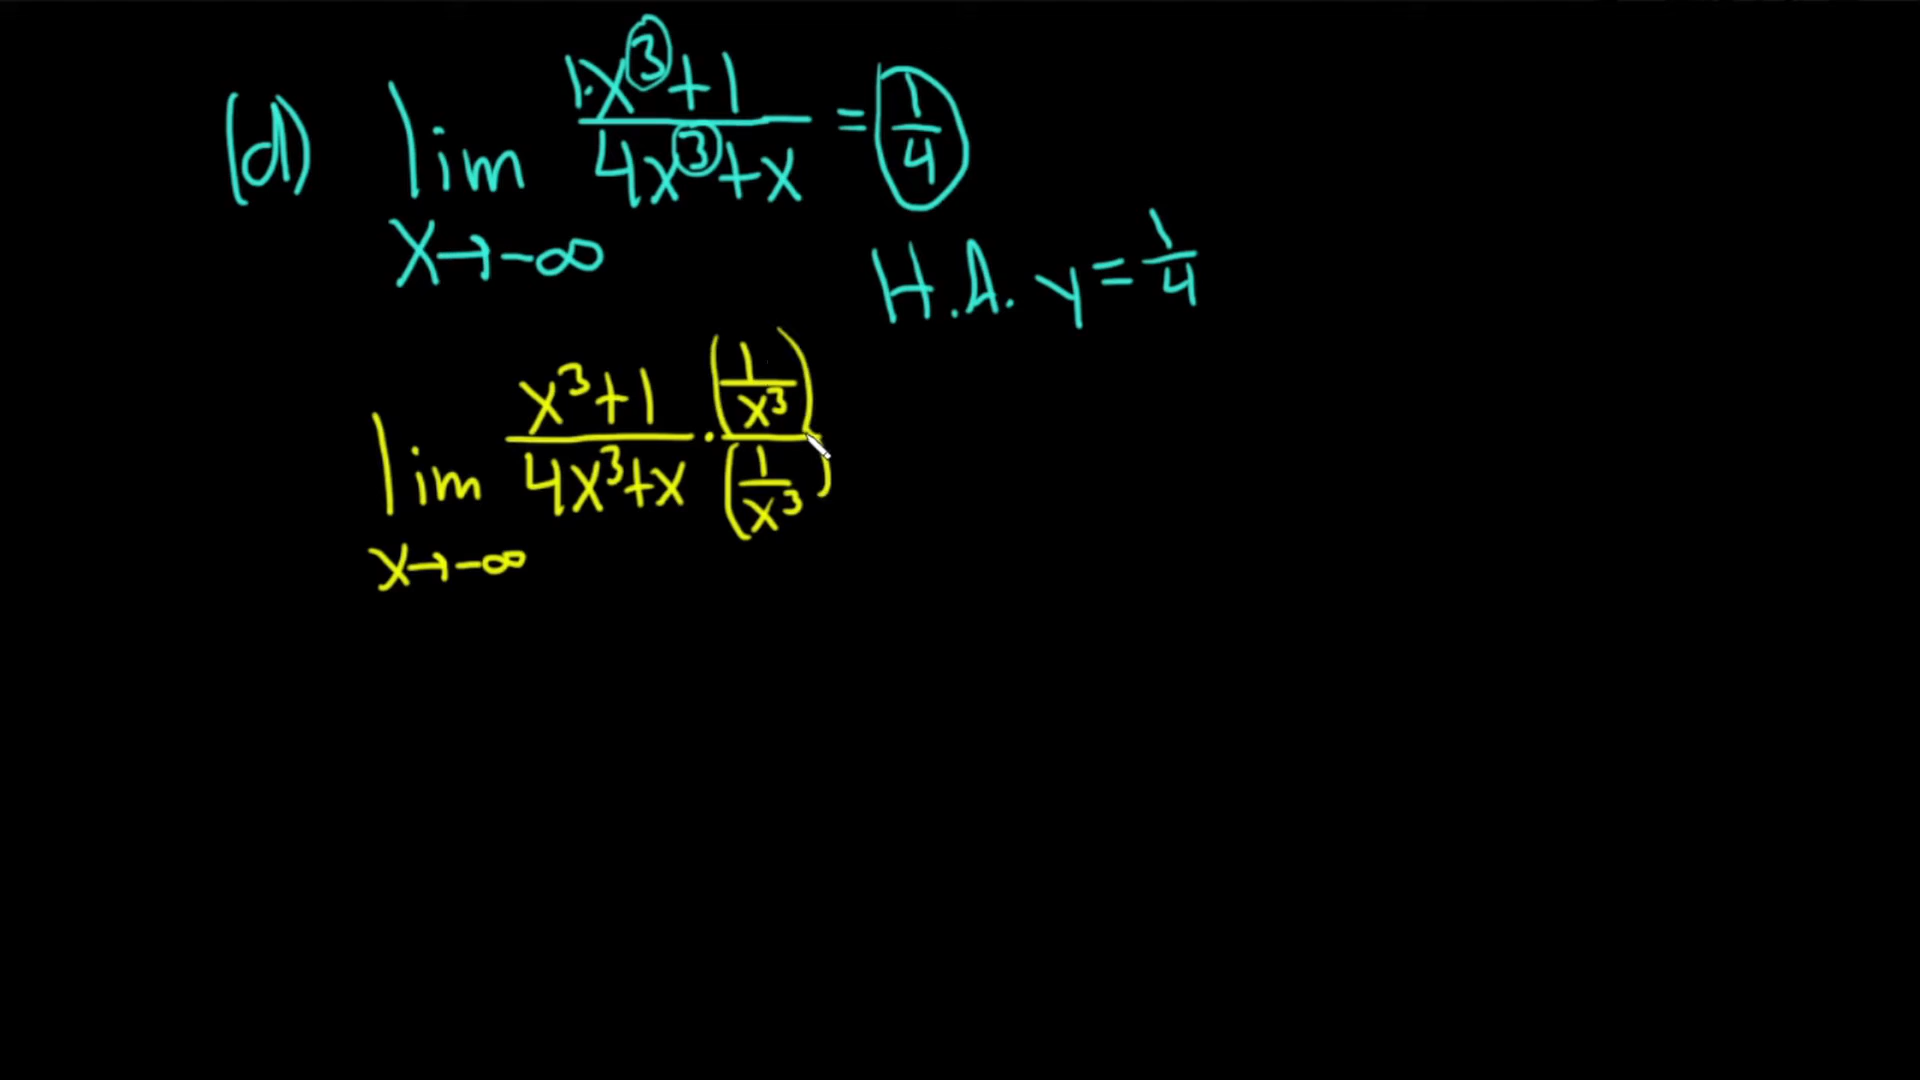 (d) lim x→-∞ (1·x³+1)/(4x³+x) = 1/4
H.A. y = 1/4
lim x→-∞ (x³+1)/(4x³+x) · (1/x³)/(1/x³)